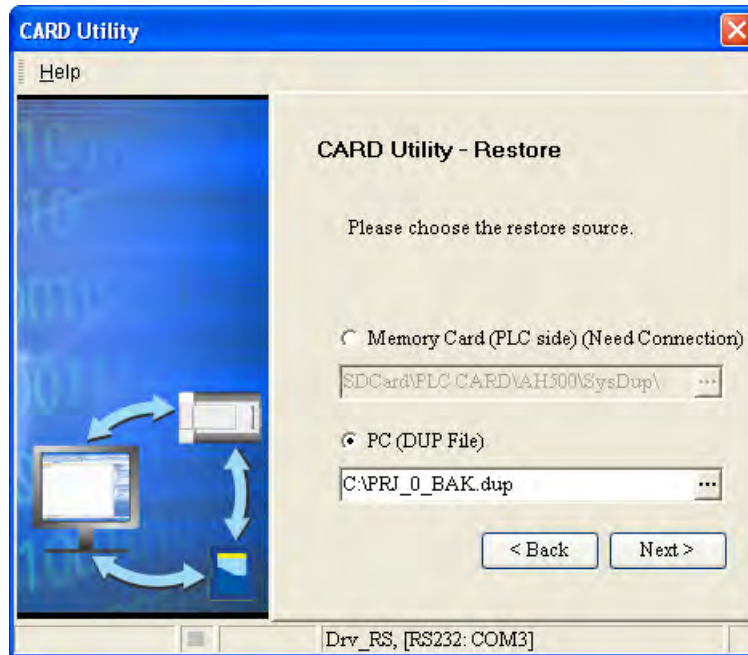 CARD Utility
Help
CARD Utility - Restore
Please choose the restore source.
Memory Card (PLC side) (Need Connection)
SDCard\PLC CARD\AH500\SysDup\
...
PC (DUP File)
C:\PRJ_0_BAK.dup
...
< Back
Next >
Drv_RS, [RS232: COM3]